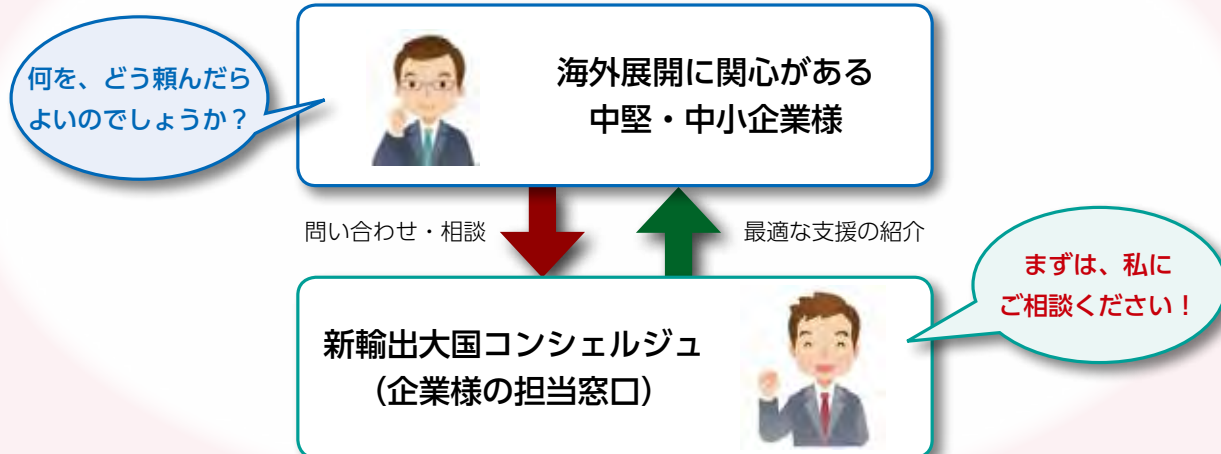 何を、どう頼んだら
よいのでしょうか？
海外展開に関心がある
中堅・中小企業様
問い合わせ・相談
最適な支援の紹介
まずは、私に
ご相談ください！
新輸出大国コンシェルジュ
（企業様の担当窓口）